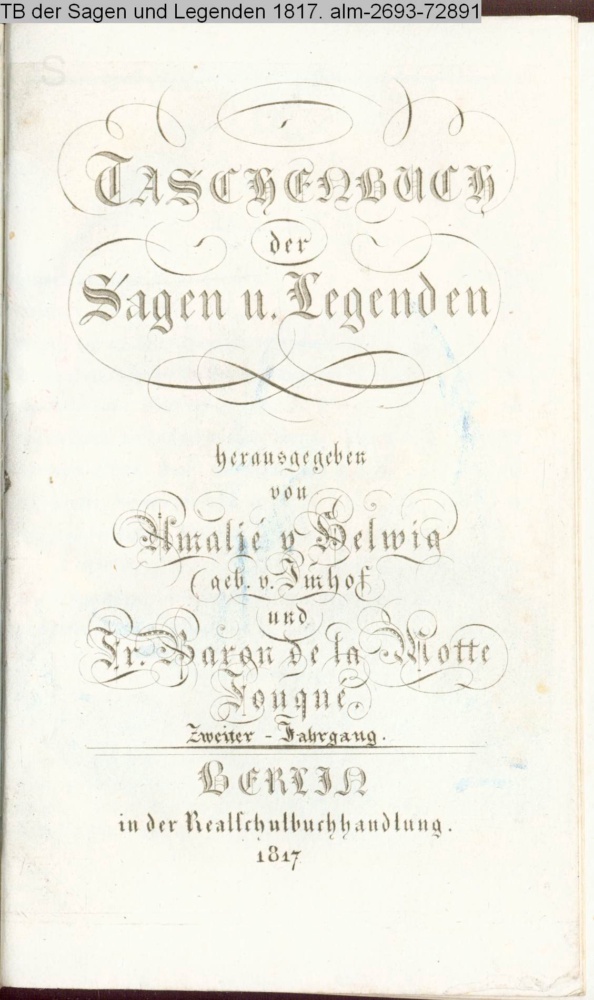 TB der Sagen und Legenden 1817. alm-2693-72891
TASCHENBUCH
der
Sagen u. Legenden
herausgegeben
von
Amalie v Helwig
(geb. v. Imhof)
und
Fr. Baron de la Motte
Fouqué.
Zweiter - Jahrgang.
BERLIN
in der Realschulbuchhandlung.
1817